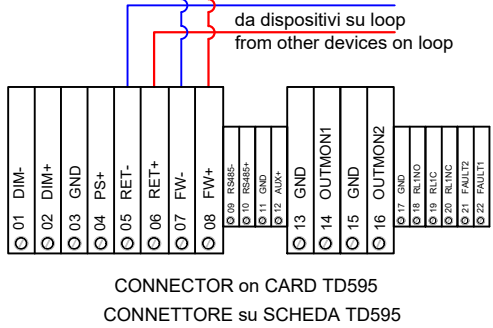 da dispositivi su loop
from other devices on loop
01 DIM-
02 DIM+
03 GND
04 PS+
05 RET-
06 RET+
07 FW-
08 FW+
09 RS485-
10 RS485+
11 GND
12 AUX+
13 GND
14 OUTMON1
15 GND
16 OUTMON2
17 GND
18 RL1NO
19 RL1C
20 RL1NC
21 FAULT2
22 FAULT1
CONNECTOR on CARD TD595
CONNETTORE su SCHEDA TD595